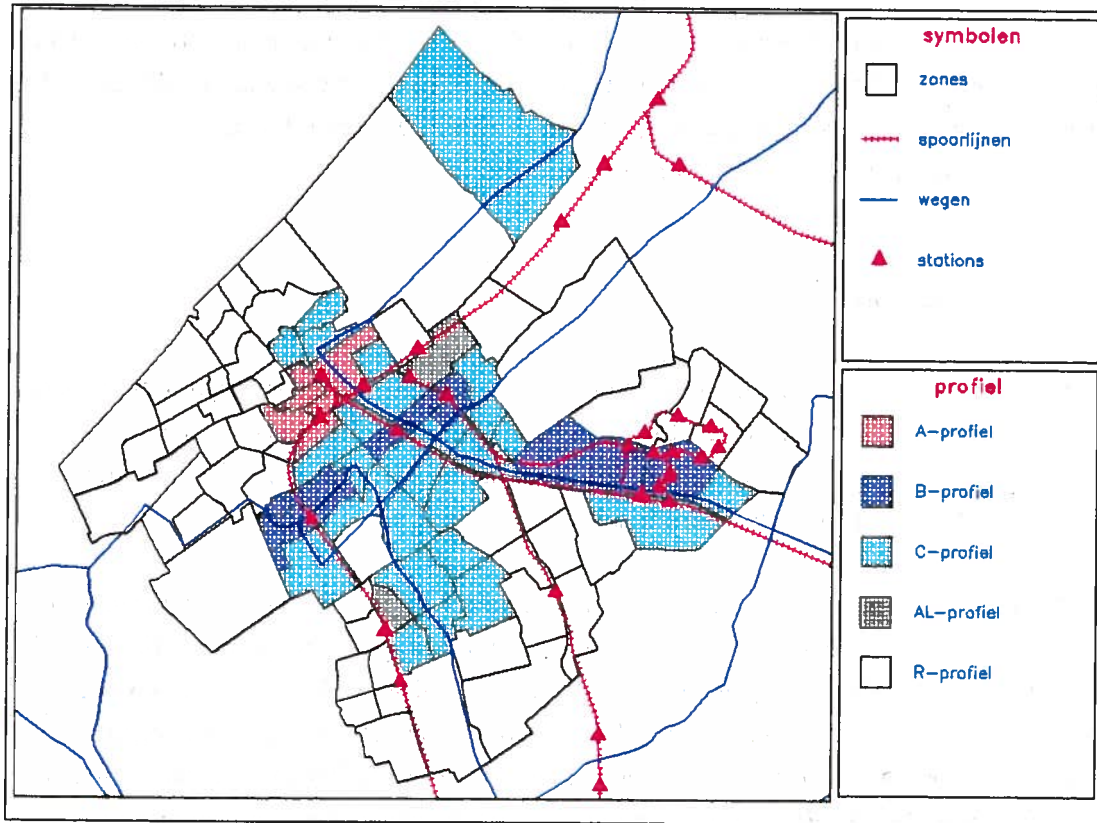 symbolen
zones
spoorlijnen
wegen
stations
profiel
A-profiel
B-profiel
C-profiel
AL-profiel
R-profiel